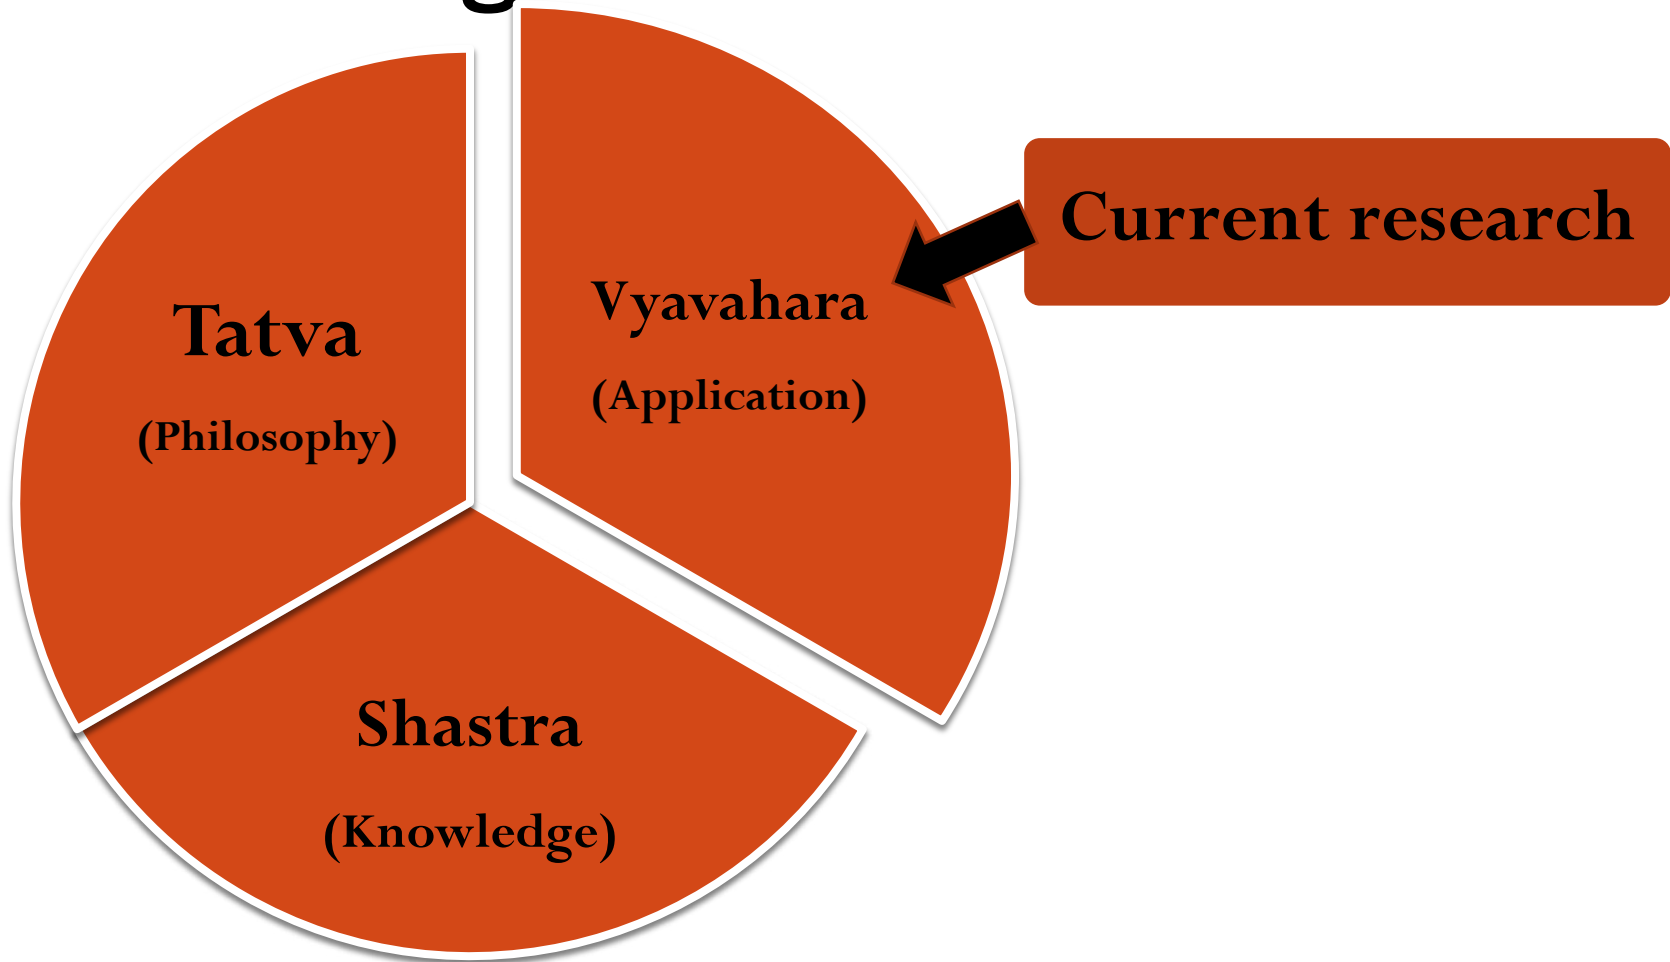 Tatva
(Philosophy)
Vyavahara
(Application)
Current research
Shastra
(Knowledge)